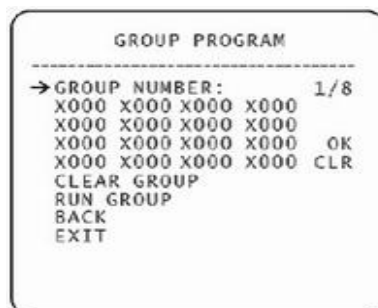 GROUP PROGRAM
→GROUP NUMBER: 1/8
X000 X000 X000 X000
X000 X000 X000 X000
X000 X000 X000 X000 OK
X000 X000 X000 X000 CLR
CLEAR GROUP
RUN GROUP
BACK
EXIT